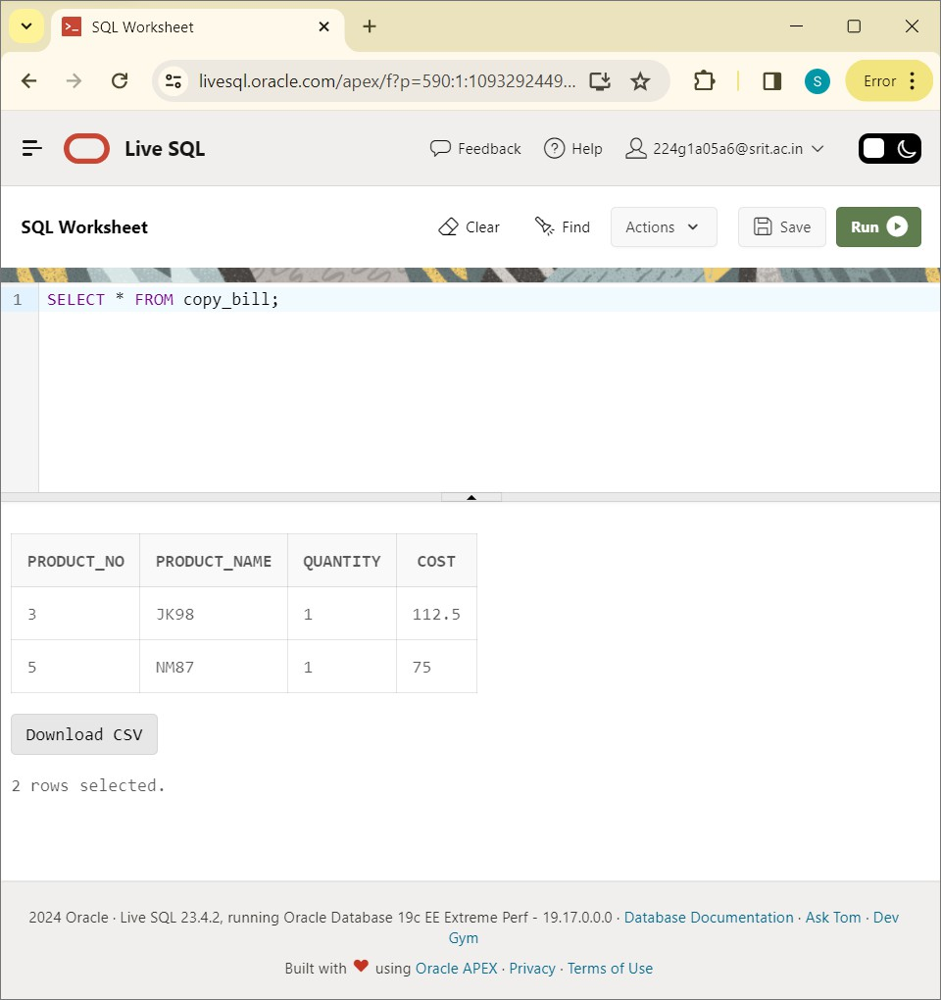 SQL Worksheet
livesql.oracle.com/apex/f?p=590:1:1093292449... S Error
Live SQL Feedback Help 224g1a05a6@srit.ac.in
SQL Worksheet Clear Find Actions Save Run
1 SELECT * FROM copy_bill;
PRODUCT_NO PRODUCT_NAME QUANTITY COST
3 JK98 1 112.5
5 NM87 1 75
Download CSV
2 rows selected.
2024 Oracle · Live SQL 23.4.2, running Oracle Database 19c EE Extreme Perf - 19.17.0.0.0 · Database Documentation · Ask Tom · Dev
Gym
Built with ❤ using Oracle APEX · Privacy · Terms of Use